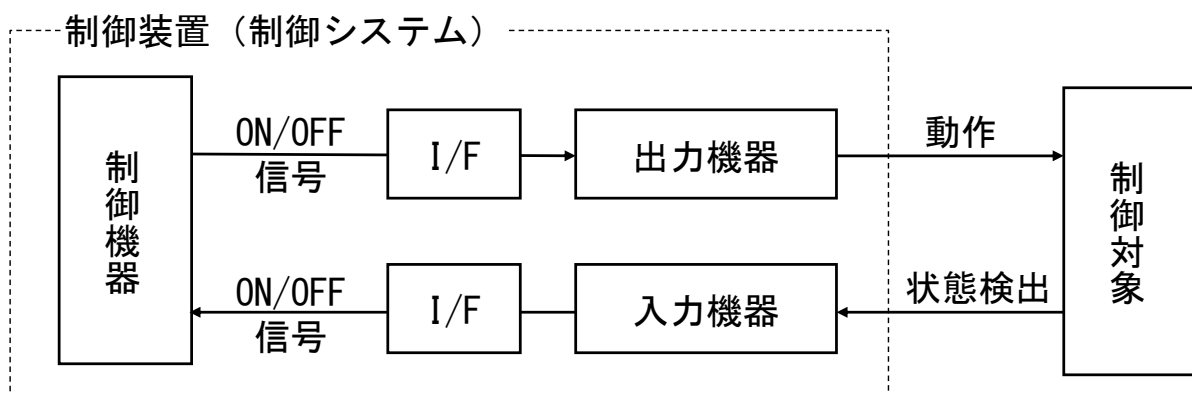 制御装置（制御システム）
制御機器
ON/OFF
信号
I/F
出力機器
動作
制御対象
ON/OFF
信号
I/F
入力機器
状態検出